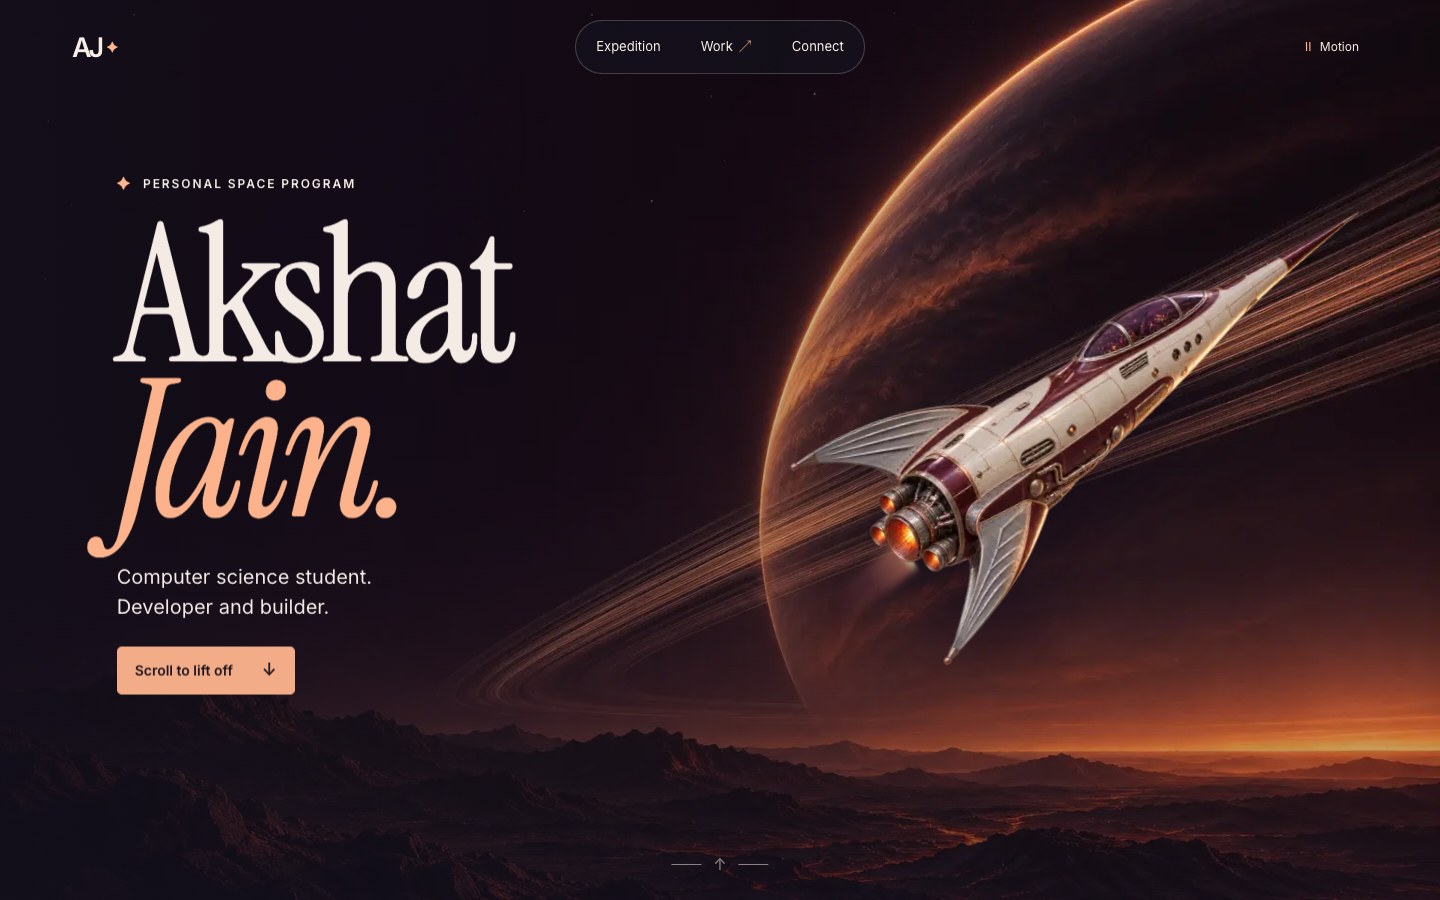 AJ
Expedition
Work
Connect
Motion
PERSONAL SPACE PROGRAM
Akshat
Jain.
Computer science student.
Developer and builder.
Scroll to lift off